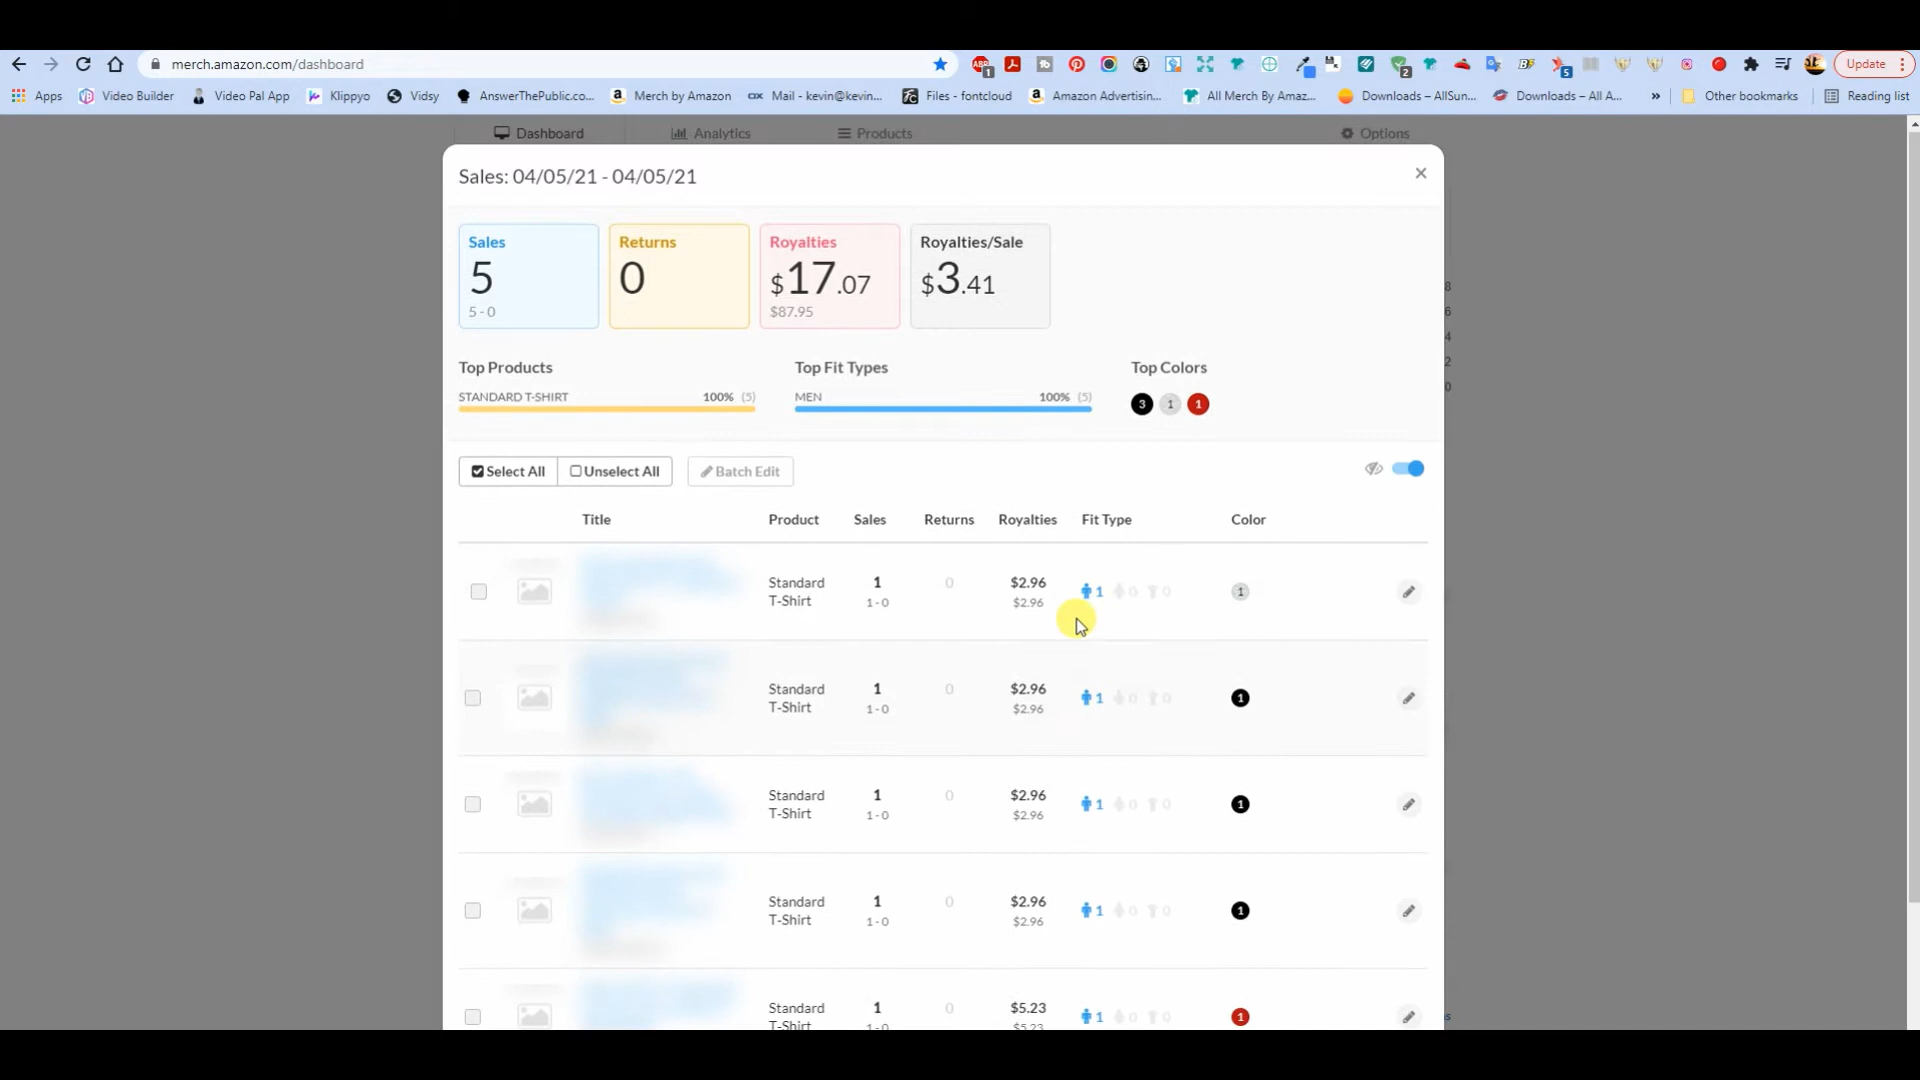 merch.amazon.com/dashboard
1 2 5 Update
Apps Video Builder Video Pal App Klippyo Vidsy AnswerThePublic.co... Merch by Amazon Mail - kevin@kevin... Files - fontcloud Amazon Advertisin... All Merch By Amaz... Downloads – AllSun... Downloads – All A... » Other bookmarks Reading list
Dashboard Analytics Products Options
Sales: 04/05/21 - 04/05/21 ×
Sales Returns Royalties Royalties/Sale
5 0 $17.07 $3.41
5 - 0 $87.95
Top Products Top Fit Types Top Colors
STANDARD T-SHIRT 100% (5) MEN 100% (5) 3 1 1
Select All Unselect All Batch Edit
Title Product Sales Returns Royalties Fit Type Color
Standard T-Shirt 1 0 $2.96 1 0 0 1
1 - 0 $2.96
Standard T-Shirt 1 0 $2.96 1 0 0 1
1 - 0 $2.96
Standard T-Shirt 1 0 $2.96 1 0 0 1
1 - 0 $2.96
Standard T-Shirt 1 0 $2.96 1 0 0 1
1 - 0 $2.96
Standard T-Shirt 1 0 $5.23 1 0 0 1
1 - 0 $5.23